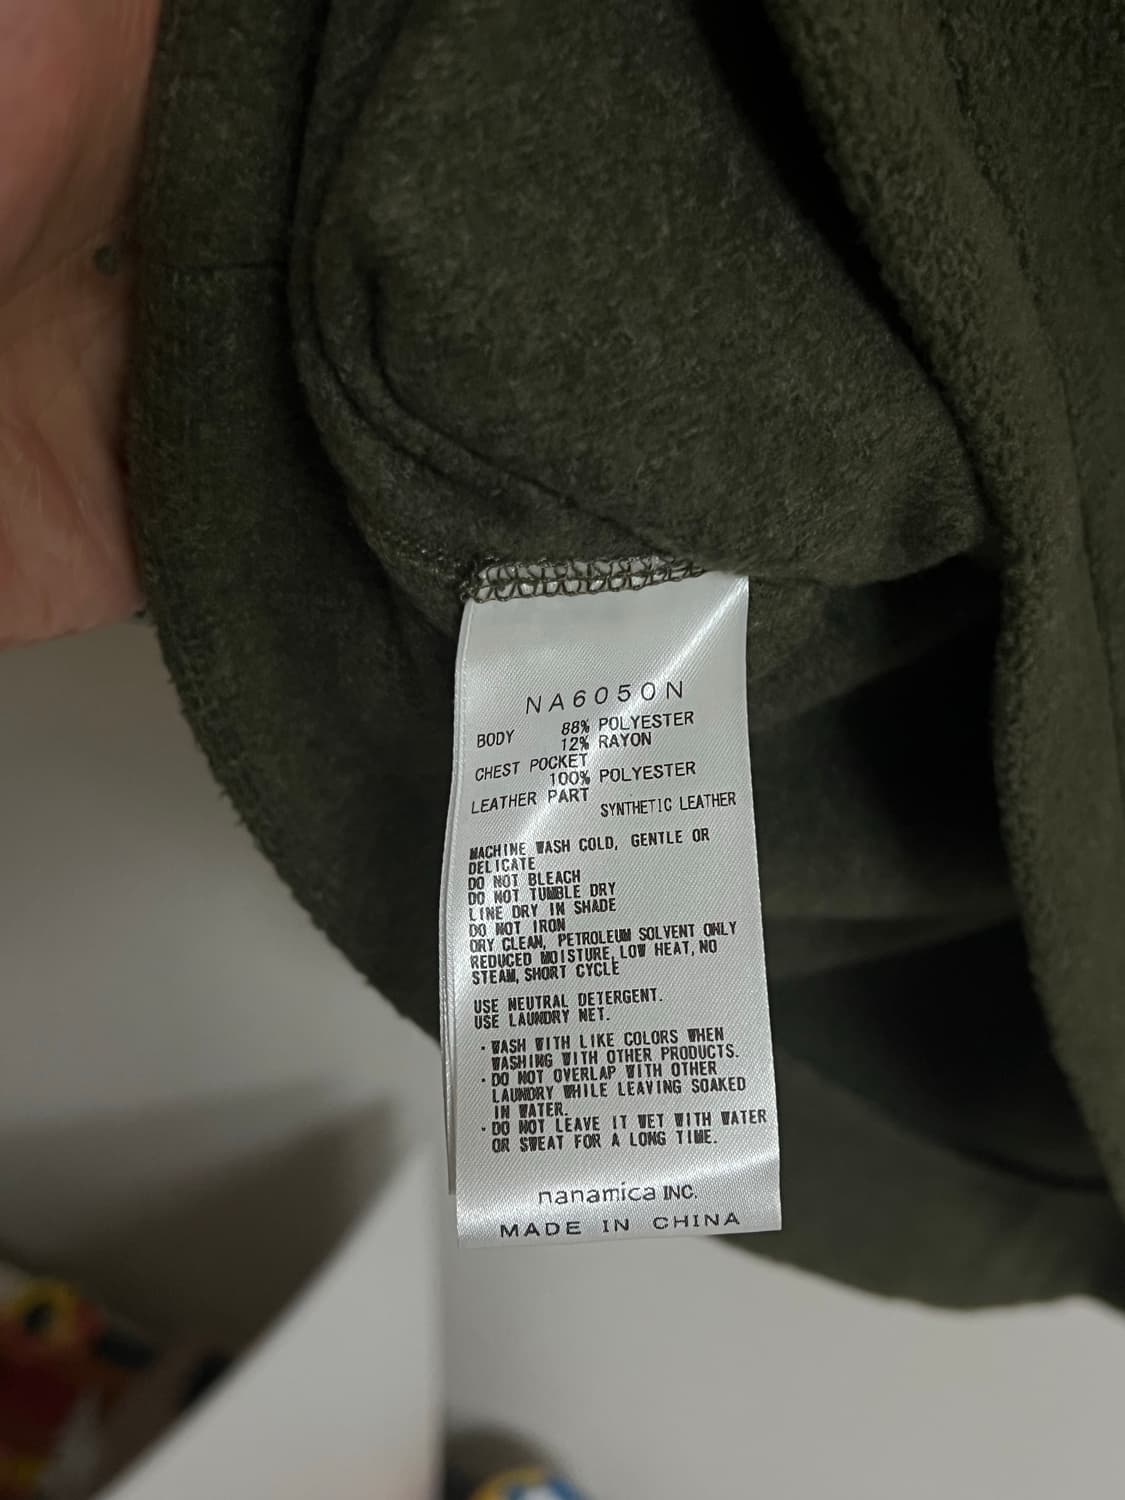 NA6050N
BODY 88% POLYESTER
12% RAYON
CHEST POCKET
100% POLYESTER
LEATHER PART SYNTHETIC LEATHER
MACHINE WASH COLD, GENTLE OR
DELICATE
DO NOT BLEACH
DO NOT TUMBLE DRY
LINE DRY IN SHADE
DO NOT IRON
DRY CLEAN, PETROLEUM SOLVENT ONLY
REDUCED MOISTURE, LOW HEAT, NO
STEAM, SHORT CYCLE
USE NEUTRAL DETERGENT.
USE LAUNDRY NET.
・WASH WITH LIKE COLORS WHEN
WASHING WITH OTHER PRODUCTS.
・DO NOT OVERLAP WITH OTHER
LAUNDRY WHILE LEAVING SOAKED
IN WATER.
・DO NOT LEAVE IT WET WITH WATER
OR SWEAT FOR A LONG TIME.
nanamica INC.
MADE IN CHINA